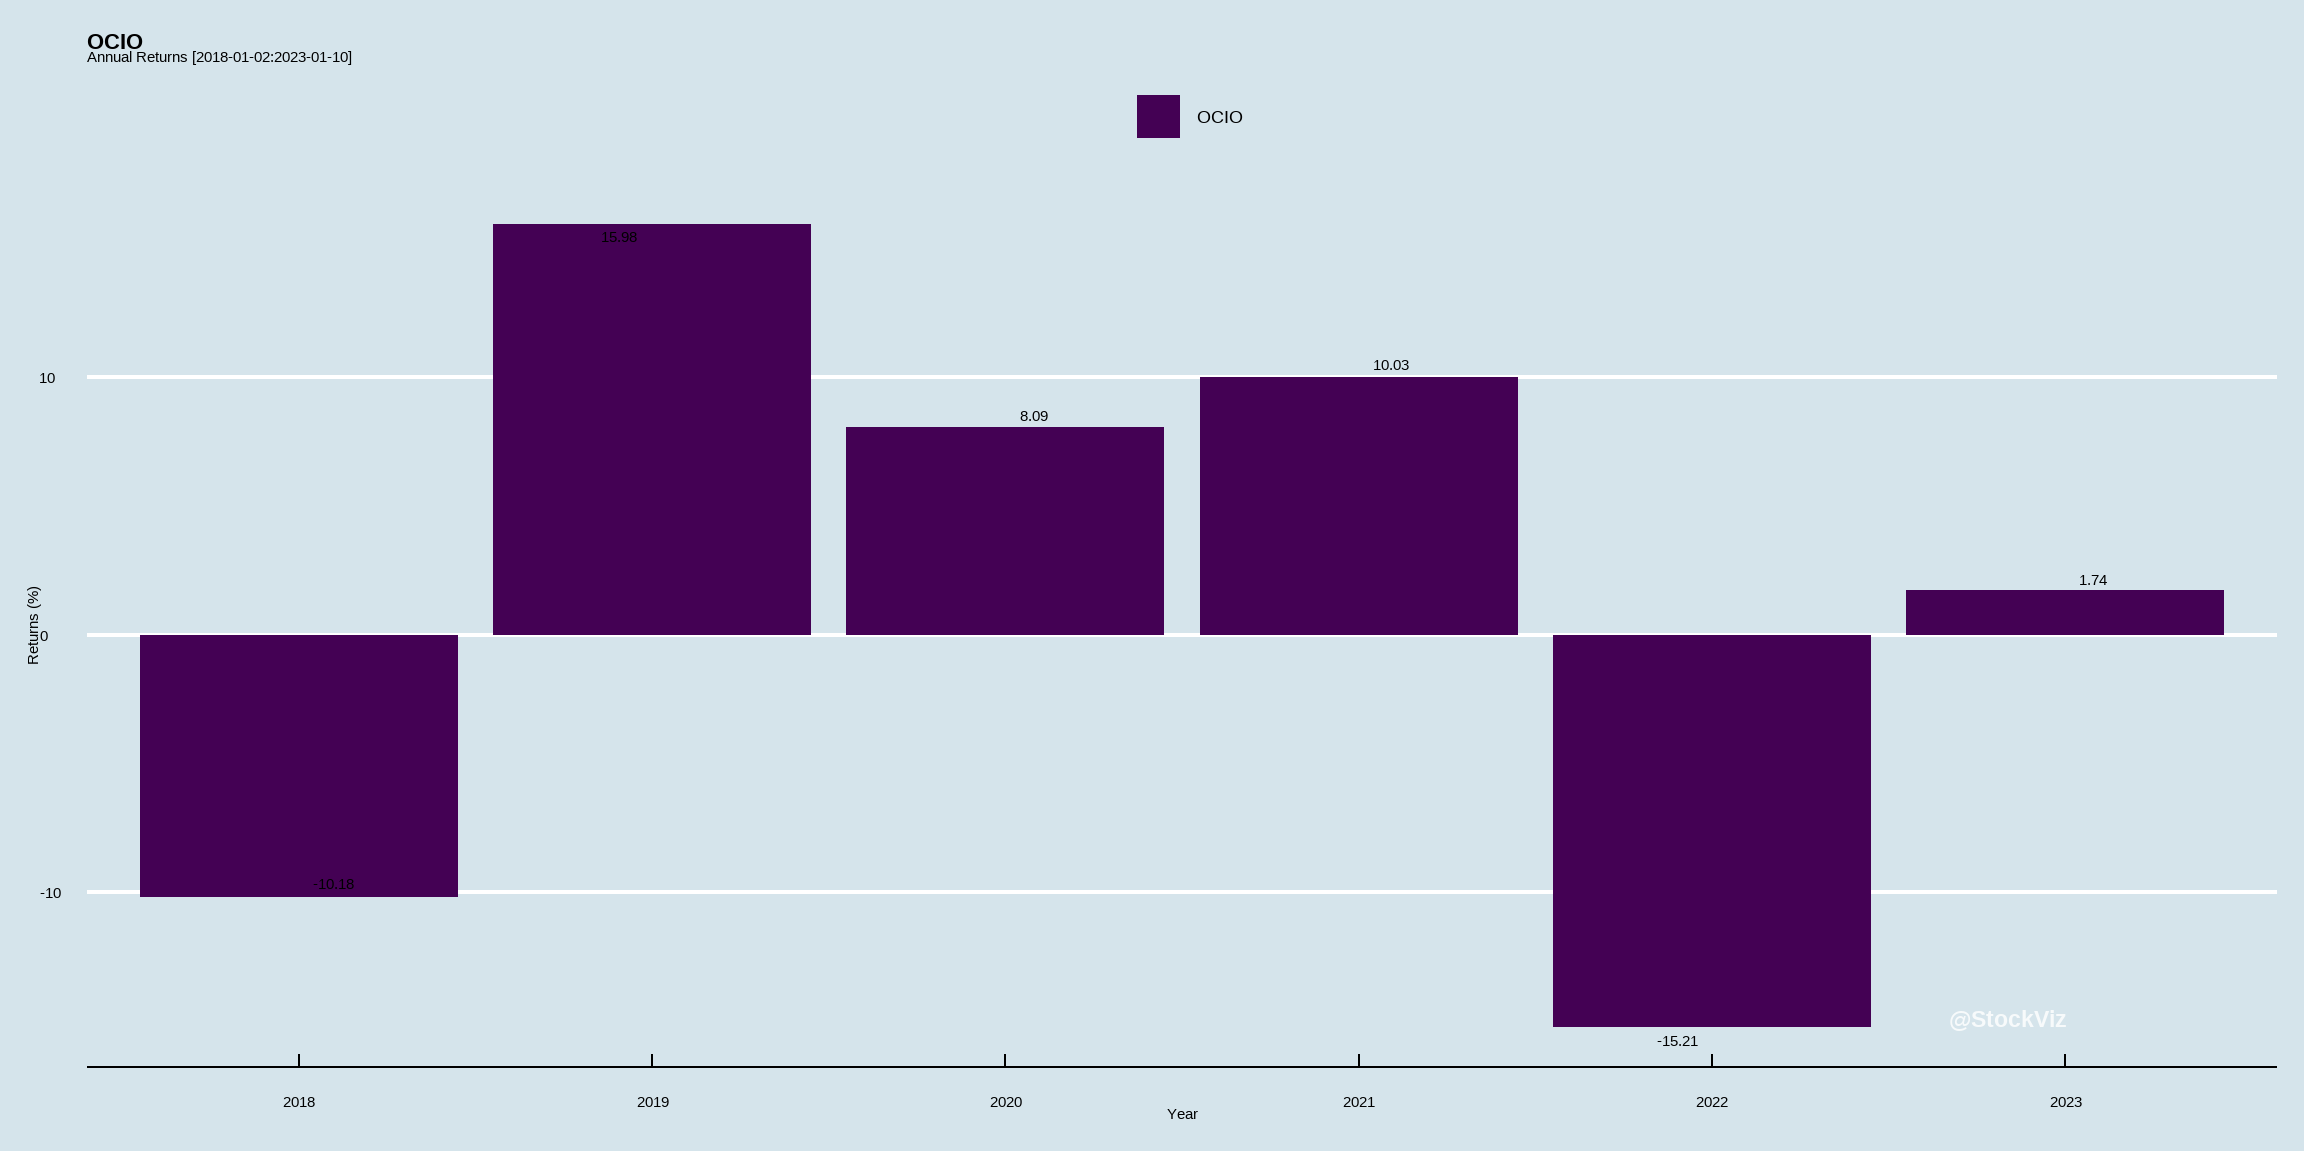 OCIO
Annual Returns [2018-01-02:2023-01-10]
OCIO
15.98
10.03
10
8.09
1.74
Returns (%)
0
-10.18
-10
@StockViz
-15.21
2018 2019 2020 2021 2022 2023
Year